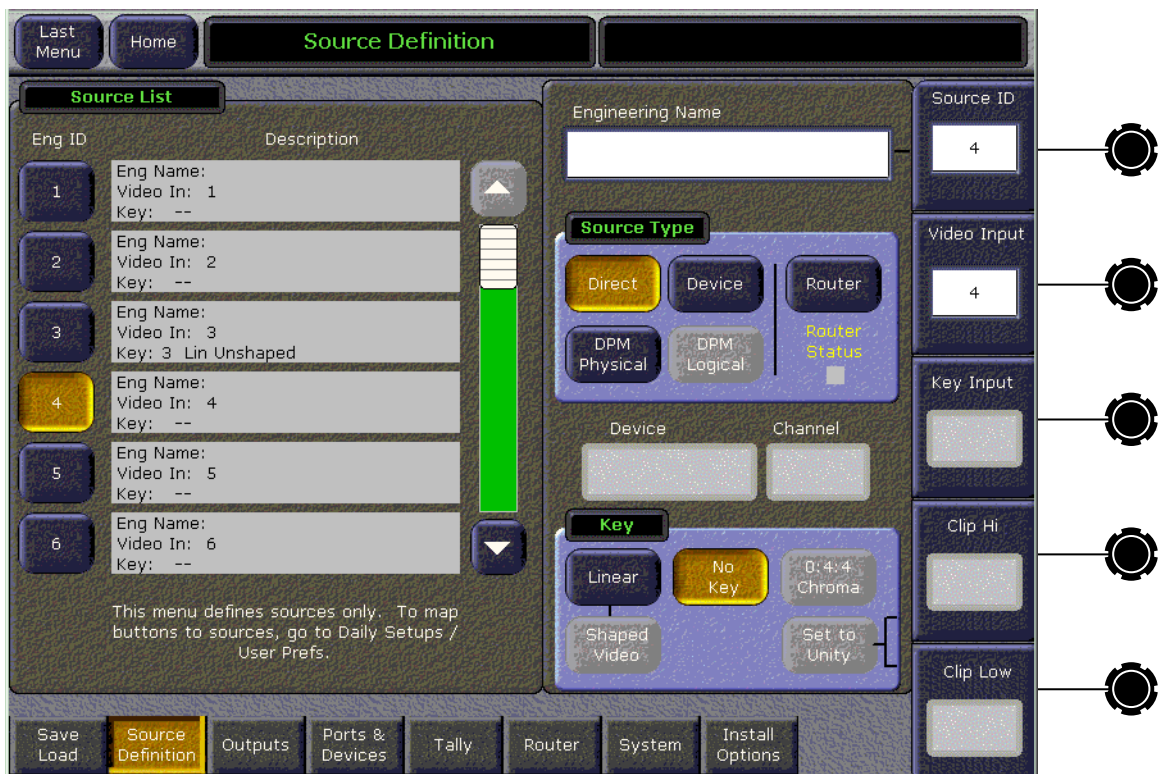 Last
Menu
Home
Source Definition
Source List
Eng ID
Description
1
Eng Name:
Video In: 1
Key: --
2
Eng Name:
Video In: 2
Key: --
3
Eng Name:
Video In: 3
Key: 3 Lin Unshaped
4
Eng Name:
Video In: 4
Key: --
5
Eng Name:
Video In: 5
Key: --
6
Eng Name:
Video In: 6
Key: --
This menu defines sources only. To map
buttons to sources, go to Daily Setups /
User Prefs.
Engineering Name
Source Type
Direct
Device
Router
DPM
Physical
DPM
Logical
Router
Status
Device
Channel
Key
Linear
No
Key
0:4:4
Chroma
Shaped
Video
Set to
Unity
Source ID
4
Video Input
4
Key Input
Clip Hi
Clip Low
Save
Load
Source
Definition
Outputs
Ports &
Devices
Tally
Router
System
Install
Options